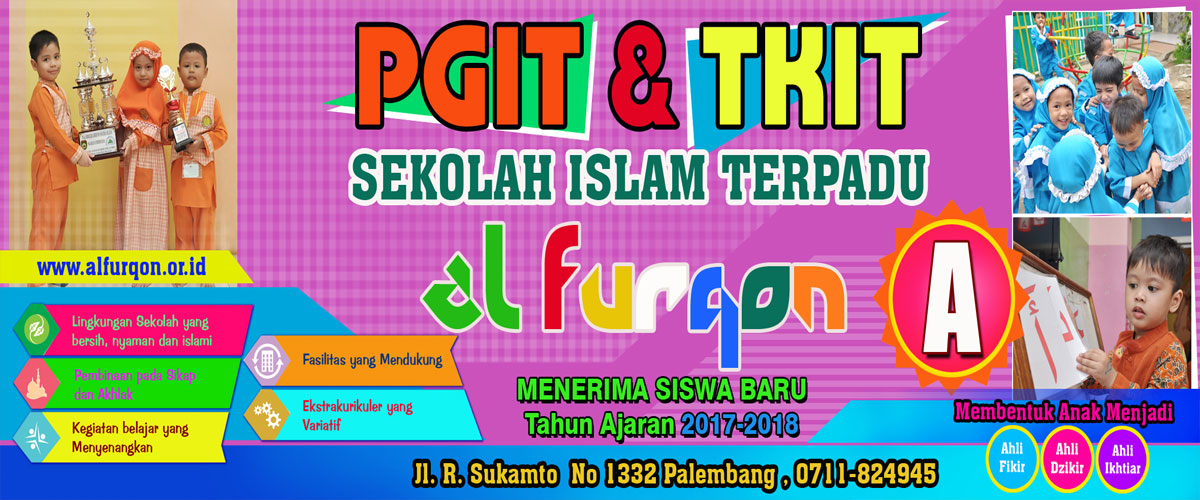 PGIT & TKIT
SEKOLAH ISLAM TERPADU
al furqon
A
www.alfurqon.or.id
Lingkungan Sekolah yang
bersih, nyaman dan islami
Pembinaan pada Sikap
dan Akhlak
Kegiatan belajar yang
Menyenangkan
Fasilitas yang Mendukung
Ekstrakurikuler yang
Variatif
MENERIMA SISWA BARU
Tahun Ajaran 2017-2018
Membentuk Anak Menjadi
Ahli
Fikir
Ahli
Dzikir
Ahli
Ikhtiar
Jl. R. Sukamto No 1332 Palembang , 0711-824945